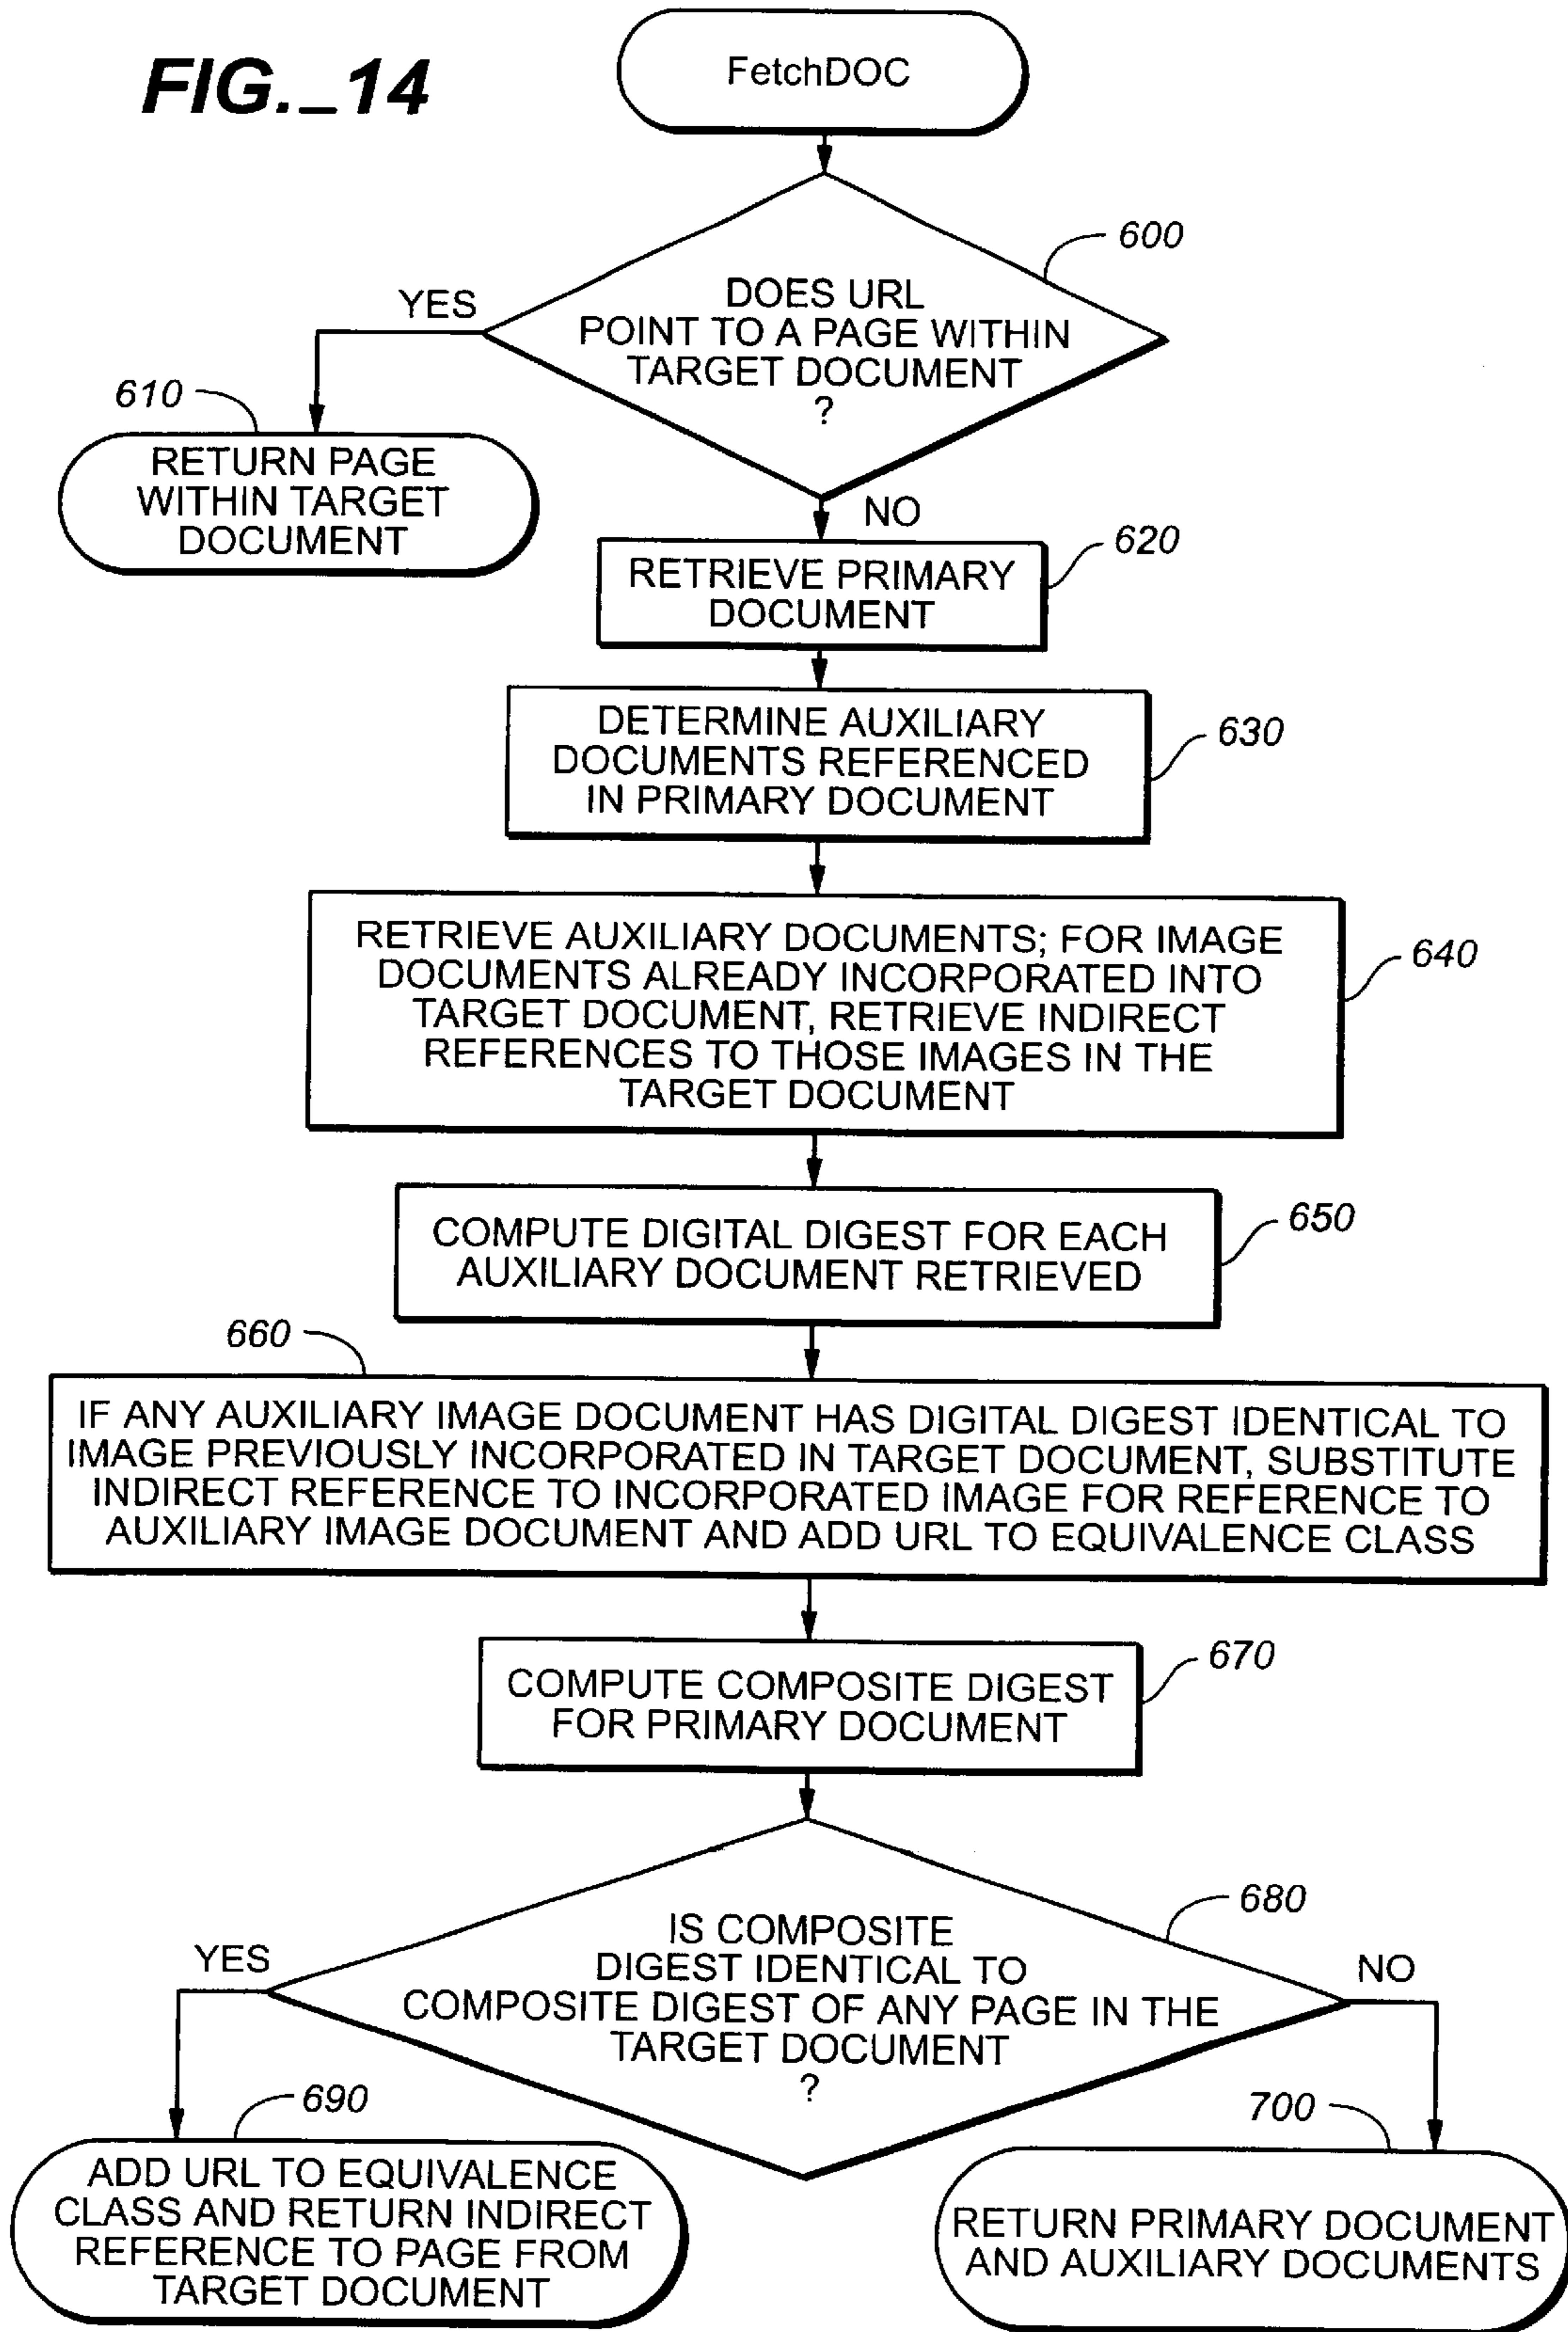 FIG._14
FetchDOC
600
DOES URL
POINT TO A PAGE WITHIN
TARGET DOCUMENT
?
YES
610
RETURN PAGE
WITHIN TARGET
DOCUMENT
NO
620
RETRIEVE PRIMARY
DOCUMENT
630
DETERMINE AUXILIARY
DOCUMENTS REFERENCED
IN PRIMARY DOCUMENT
640
RETRIEVE AUXILIARY DOCUMENTS; FOR IMAGE
DOCUMENTS ALREADY INCORPORATED INTO
TARGET DOCUMENT, RETRIEVE INDIRECT
REFERENCES TO THOSE IMAGES IN THE
TARGET DOCUMENT
650
COMPUTE DIGITAL DIGEST FOR EACH
AUXILIARY DOCUMENT RETRIEVED
660
IF ANY AUXILIARY IMAGE DOCUMENT HAS DIGITAL DIGEST IDENTICAL TO
IMAGE PREVIOUSLY INCORPORATED IN TARGET DOCUMENT, SUBSTITUTE
INDIRECT REFERENCE TO INCORPORATED IMAGE FOR REFERENCE TO
AUXILIARY IMAGE DOCUMENT AND ADD URL TO EQUIVALENCE CLASS
670
COMPUTE COMPOSITE DIGEST
FOR PRIMARY DOCUMENT
680
IS COMPOSITE
DIGEST IDENTICAL TO
COMPOSITE DIGEST OF ANY PAGE IN THE
TARGET DOCUMENT
?
YES
NO
690
ADD URL TO EQUIVALENCE
CLASS AND RETURN INDIRECT
REFERENCE TO PAGE FROM
TARGET DOCUMENT
700
RETURN PRIMARY DOCUMENT
AND AUXILIARY DOCUMENTS